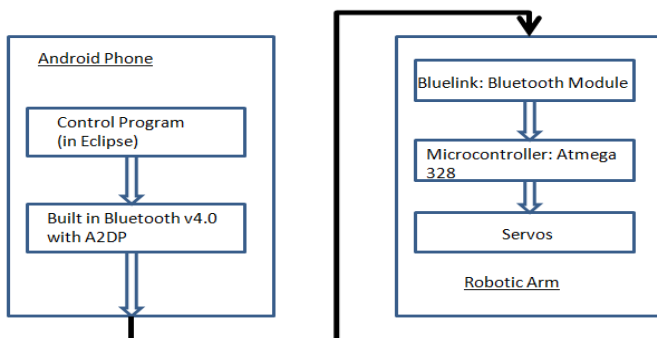 Android Phone
Control Program
(in Eclipse)
Built in Bluetooth v4.0
with A2DP
Bluelink: Bluetooth Module
Microcontroller: Atmega
328
Servos
Robotic Arm